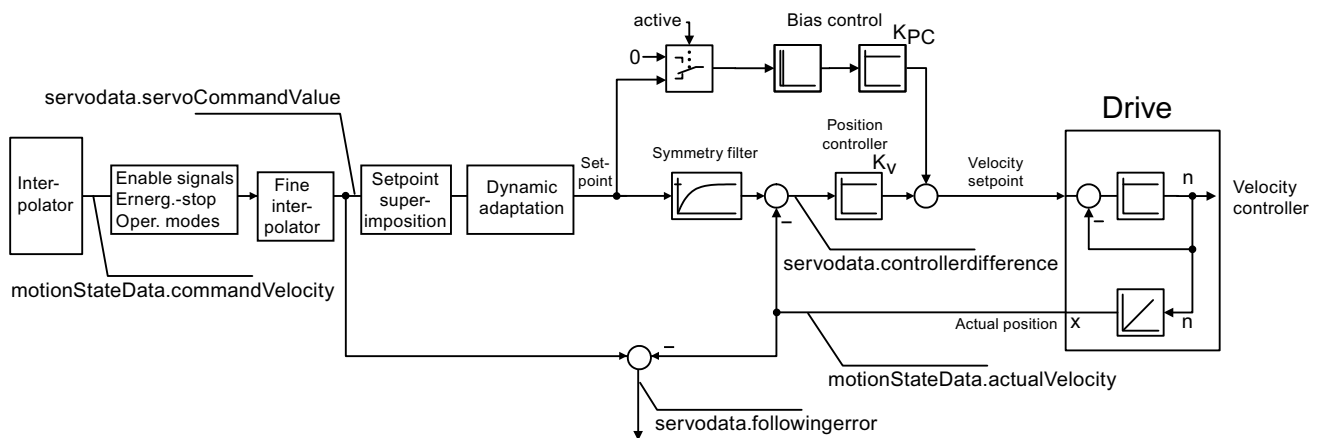 active
Bias control
KPC
0
servodata.servoCommandValue
Drive
Inter-
polator
Enable signals
Ernerg.-stop
Oper. modes
Fine
inter-
polator
Setpoint
super-
imposition
Dynamic
adaptation
Set-
point
Symmetry filter
Position
controller
Kv
Velocity
setpoint
n
Velocity
controller
–
–
servodata.controllerdifference
motionStateData.commandVelocity
Actual position
x
n
–
motionStateData.actualVelocity
servodata.followingerror